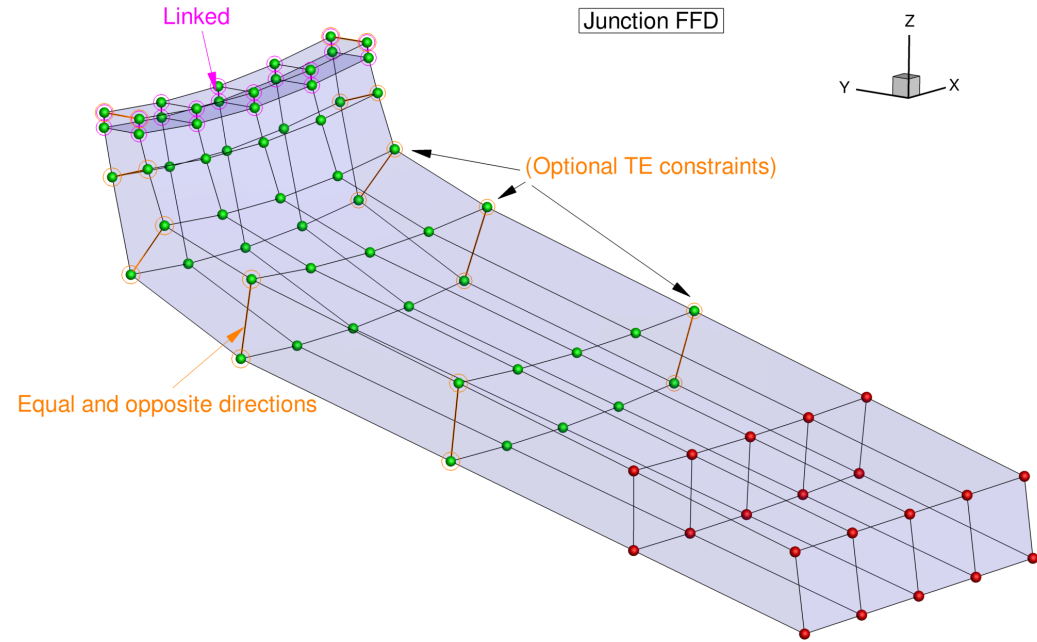 Linked
Junction FFD
Z
Y
X
(Optional TE constraints)
Equal and opposite directions